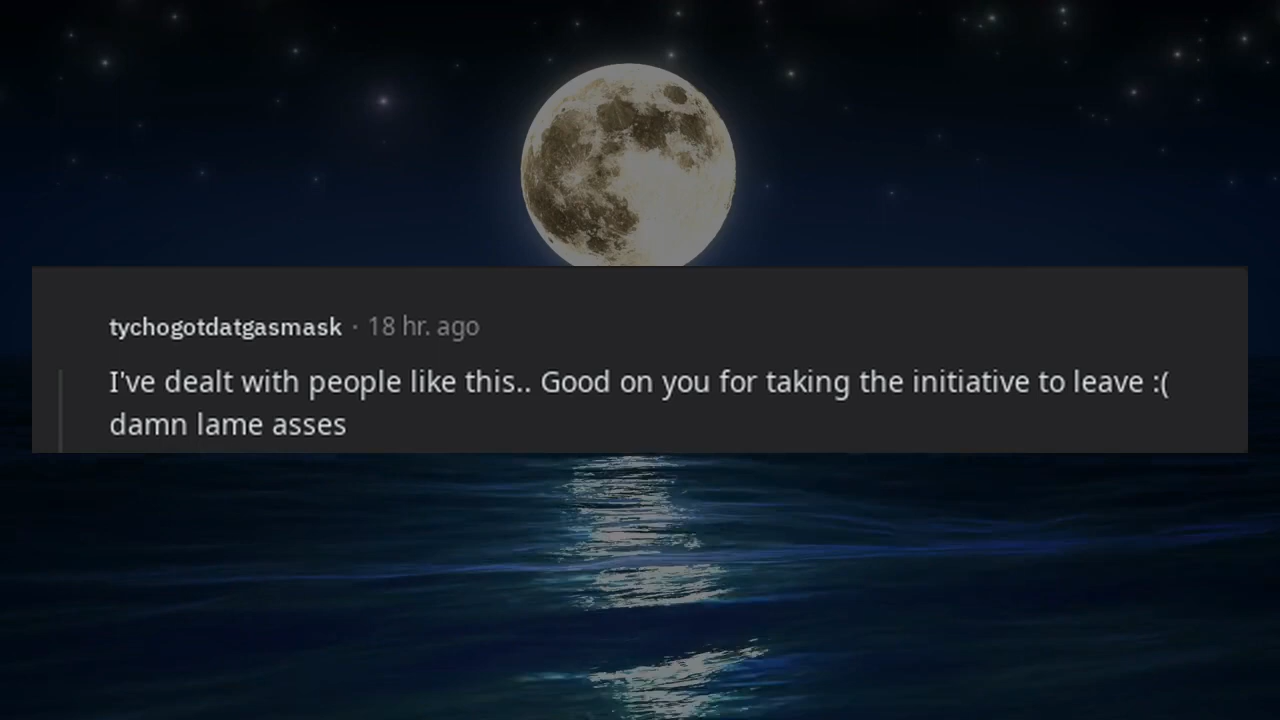 tychogotdatgasmask · 18 hr. ago
I've dealt with people like this.. Good on you for taking the initiative to leave :(
damn lame asses